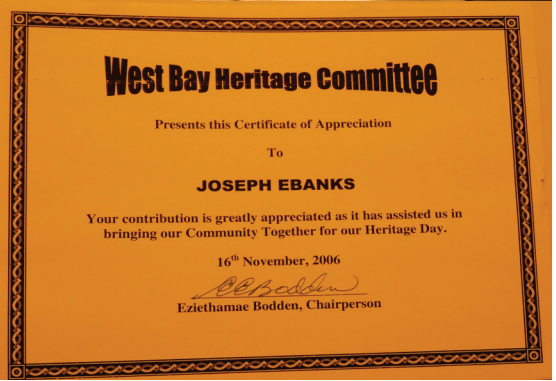 West Bay Heritage Committee
Presents this Certificate of Appreciation
To
JOSEPH EBANKS
Your contribution is greatly appreciated as it has assisted us in
bringing our Community Together for our Heritage Day.
16th November, 2006
CEBodden
Eziethamae Bodden, Chairperson